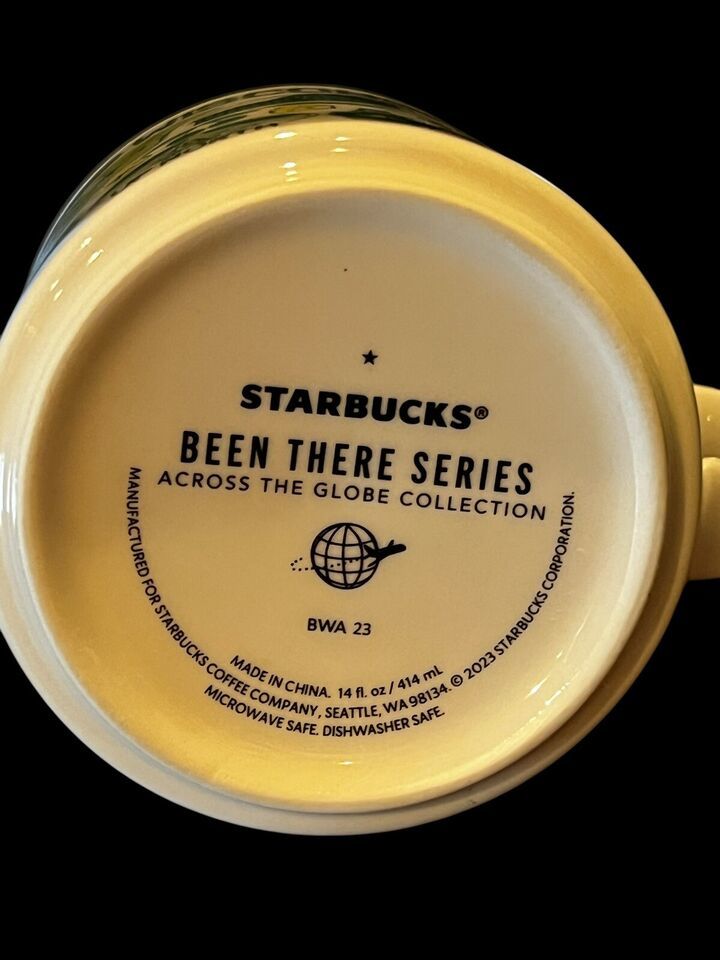 STARBUCKS®
BEEN THERE SERIES
ACROSS THE GLOBE COLLECTION
BWA 23
MADE IN CHINA. 14 fl. oz / 414 mL
MANUFACTURED FOR STARBUCKS COFFEE COMPANY, SEATTLE, WA 98134. © 2023 STARBUCKS CORPORATION.
MICROWAVE SAFE. DISHWASHER SAFE.